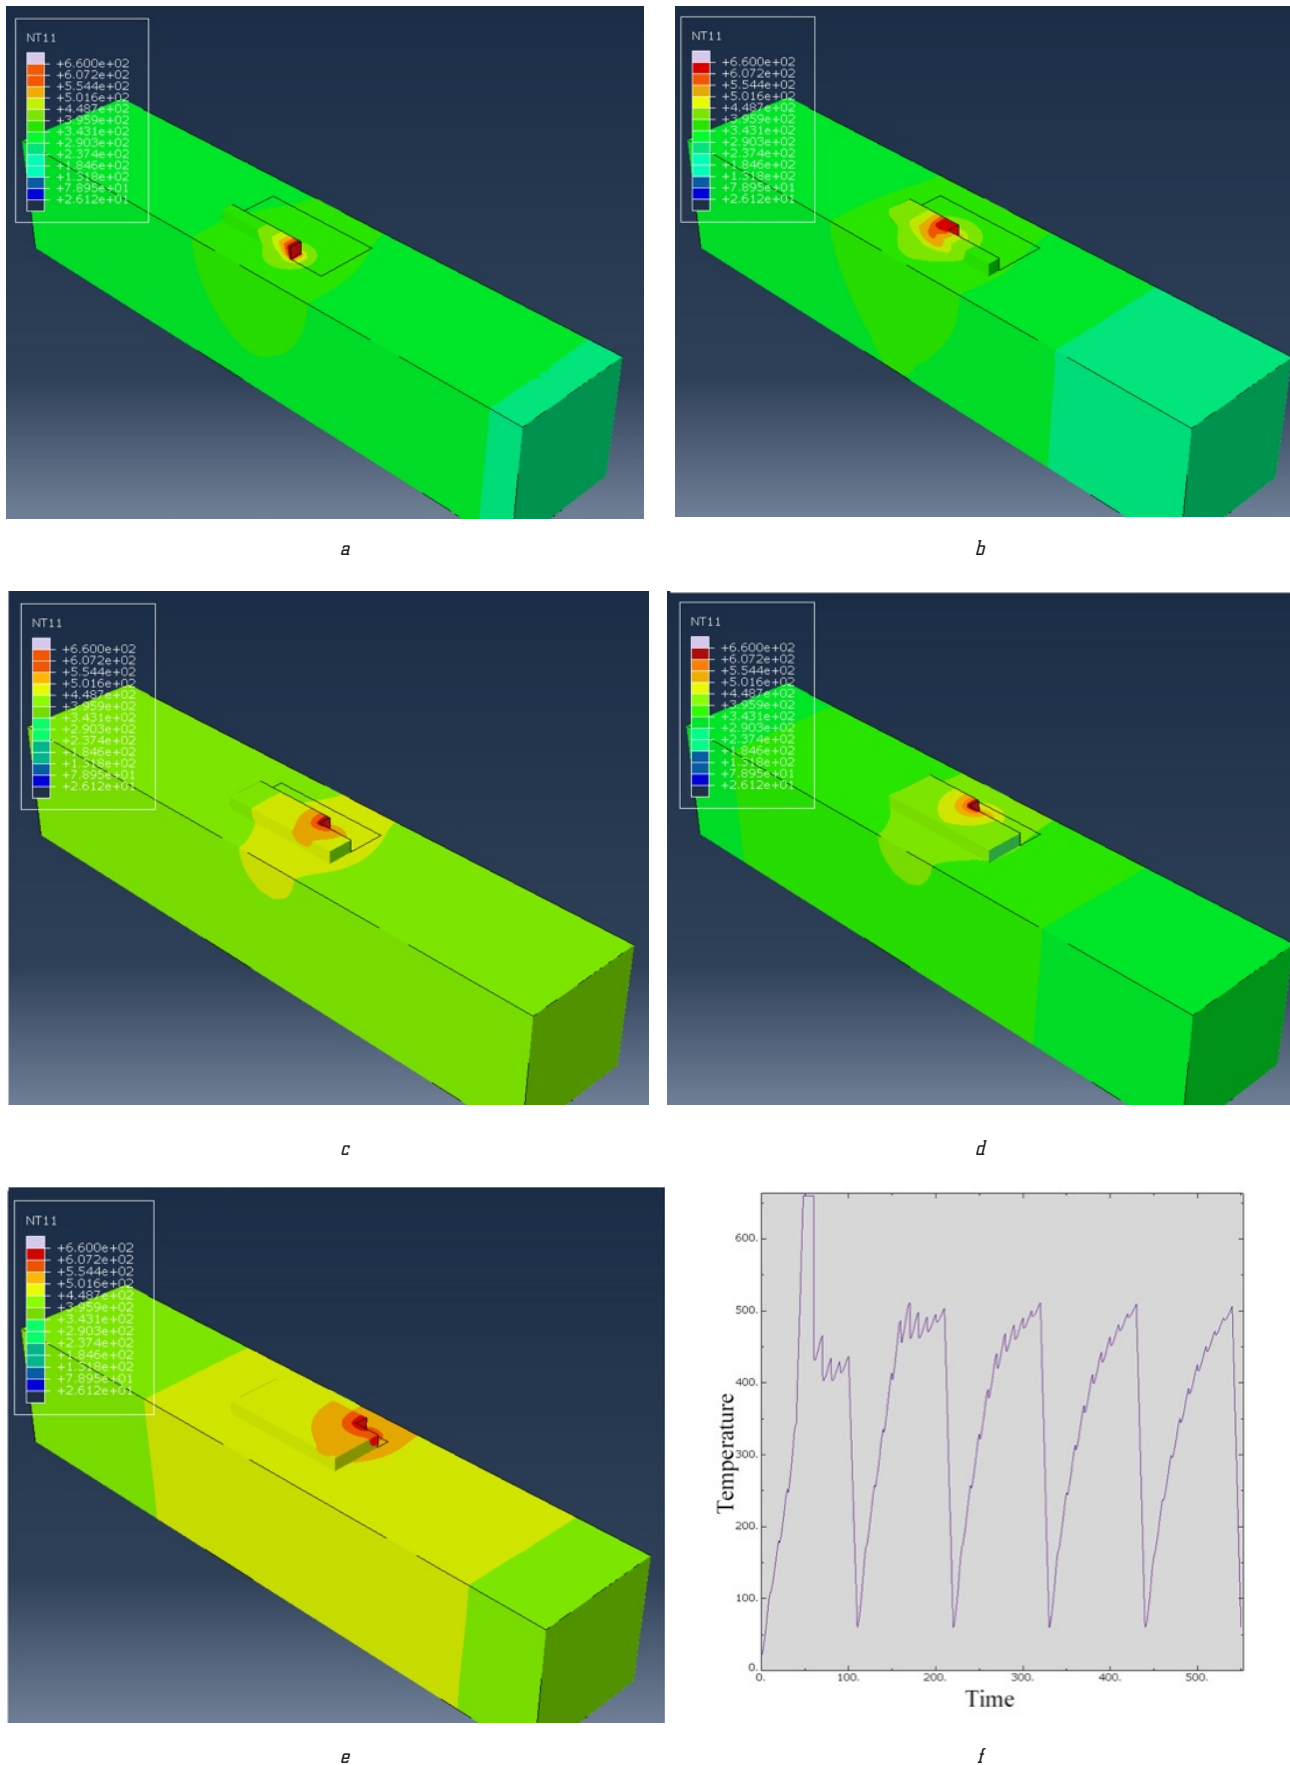 NT11
+6.600e+02
+6.072e+02
+5.544e+02
+5.016e+02
+4.487e+02
+3.959e+02
+3.431e+02
+2.903e+02
+2.374e+02
+1.846e+02
+1.318e+02
+7.895e+01
+2.612e+01
a
NT11
+6.600e+02
+6.072e+02
+5.544e+02
+5.016e+02
+4.487e+02
+3.959e+02
+3.431e+02
+2.903e+02
+2.374e+02
+1.846e+02
+1.318e+02
+7.895e+01
+2.612e+01
b
NT11
+6.600e+02
+6.072e+02
+5.544e+02
+5.016e+02
+4.487e+02
+3.959e+02
+3.431e+02
+2.903e+02
+2.374e+02
+1.846e+02
+1.318e+02
+7.895e+01
+2.612e+01
c
NT11
+6.600e+02
+6.072e+02
+5.544e+02
+5.016e+02
+4.487e+02
+3.959e+02
+3.431e+02
+2.903e+02
+2.374e+02
+1.846e+02
+1.318e+02
+7.895e+01
+2.612e+01
d
NT11
+6.600e+02
+6.072e+02
+5.544e+02
+5.016e+02
+4.487e+02
+3.959e+02
+3.431e+02
+2.903e+02
+2.374e+02
+1.846e+02
+1.318e+02
+7.895e+01
+2.612e+01
e
600.
500.
400.
300.
200.
100.
0.
Temperature
0. 100. 200. 300. 400. 500.
Time
f